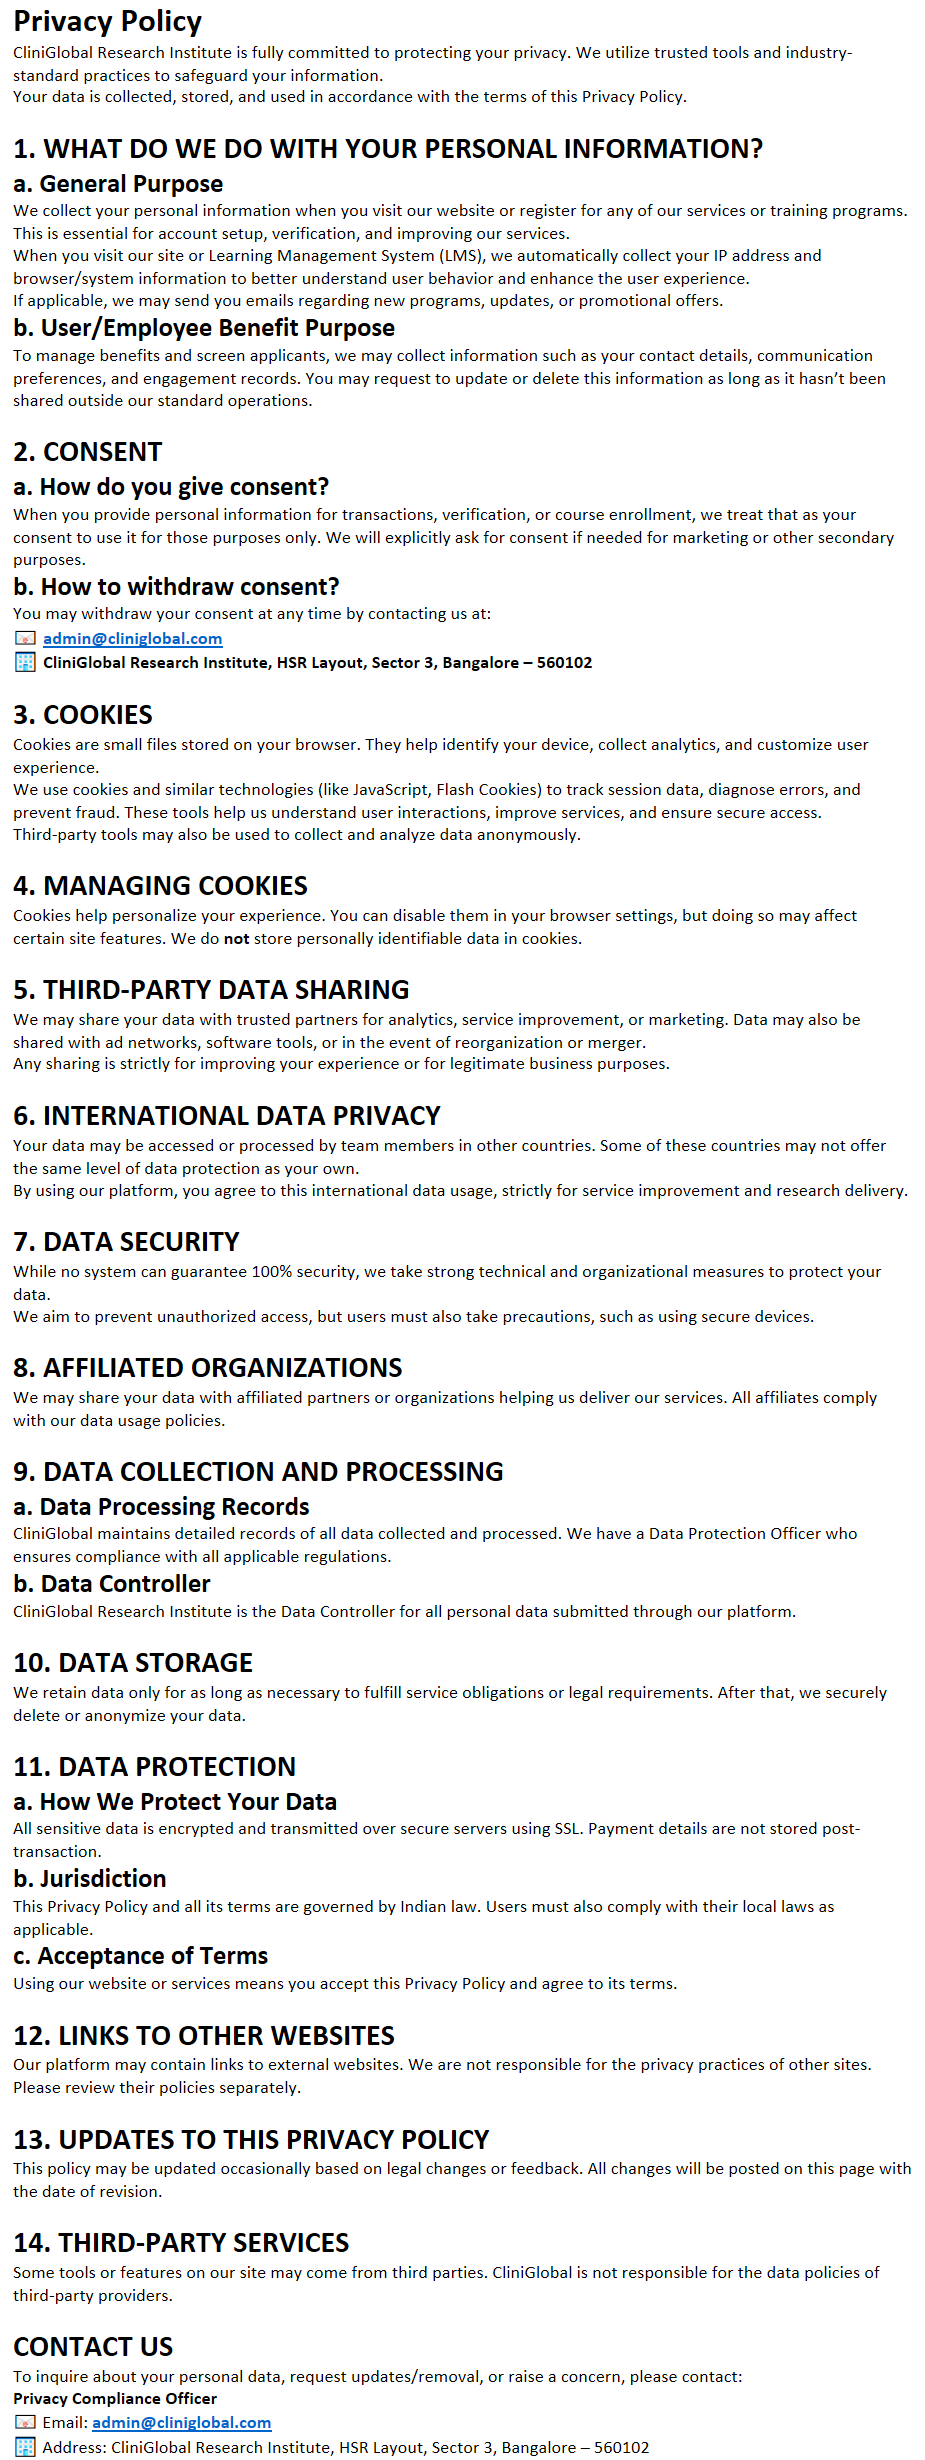 Privacy Policy
CliniGlobal Research Institute is fully committed to protecting your privacy. We utilize trusted tools and industry-
standard practices to safeguard your information.
Your data is collected, stored, and used in accordance with the terms of this Privacy Policy.
1. WHAT DO WE DO WITH YOUR PERSONAL INFORMATION?
a. General Purpose
We collect your personal information when you visit our website or register for any of our services or training programs.
This is essential for account setup, verification, and improving our services.
When you visit our site or Learning Management System (LMS), we automatically collect your IP address and
browser/system information to better understand user behavior and enhance the user experience.
If applicable, we may send you emails regarding new programs, updates, or promotional offers.
b. User/Employee Benefit Purpose
To manage benefits and screen applicants, we may collect information such as your contact details, communication
preferences, and engagement records. You may request to update or delete this information as long as it hasn’t been
shared outside our standard operations.
2. CONSENT
a. How do you give consent?
When you provide personal information for transactions, verification, or course enrollment, we treat that as your
consent to use it for those purposes only. We will explicitly ask for consent if needed for marketing or other secondary
purposes.
b. How to withdraw consent?
You may withdraw your consent at any time by contacting us at:
admin@cliniglobal.com
CliniGlobal Research Institute, HSR Layout, Sector 3, Bangalore – 560102
3. COOKIES
Cookies are small files stored on your browser. They help identify your device, collect analytics, and customize user
experience.
We use cookies and similar technologies (like JavaScript, Flash Cookies) to track session data, diagnose errors, and
prevent fraud. These tools help us understand user interactions, improve services, and ensure secure access.
Third-party tools may also be used to collect and analyze data anonymously.
4. MANAGING COOKIES
Cookies help personalize your experience. You can disable them in your browser settings, but doing so may affect
certain site features. We do not store personally identifiable data in cookies.
5. THIRD-PARTY DATA SHARING
We may share your data with trusted partners for analytics, service improvement, or marketing. Data may also be
shared with ad networks, software tools, or in the event of reorganization or merger.
Any sharing is strictly for improving your experience or for legitimate business purposes.
6. INTERNATIONAL DATA PRIVACY
Your data may be accessed or processed by team members in other countries. Some of these countries may not offer
the same level of data protection as your own.
By using our platform, you agree to this international data usage, strictly for service improvement and research delivery.
7. DATA SECURITY
While no system can guarantee 100% security, we take strong technical and organizational measures to protect your
data.
We aim to prevent unauthorized access, but users must also take precautions, such as using secure devices.
8. AFFILIATED ORGANIZATIONS
We may share your data with affiliated partners or organizations helping us deliver our services. All affiliates comply
with our data usage policies.
9. DATA COLLECTION AND PROCESSING
a. Data Processing Records
CliniGlobal maintains detailed records of all data collected and processed. We have a Data Protection Officer who
ensures compliance with all applicable regulations.
b. Data Controller
CliniGlobal Research Institute is the Data Controller for all personal data submitted through our platform.
10. DATA STORAGE
We retain data only for as long as necessary to fulfill service obligations or legal requirements. After that, we securely
delete or anonymize your data.
11. DATA PROTECTION
a. How We Protect Your Data
All sensitive data is encrypted and transmitted over secure servers using SSL. Payment details are not stored post-
transaction.
b. Jurisdiction
This Privacy Policy and all its terms are governed by Indian law. Users must also comply with their local laws as
applicable.
c. Acceptance of Terms
Using our website or services means you accept this Privacy Policy and agree to its terms.
12. LINKS TO OTHER WEBSITES
Our platform may contain links to external websites. We are not responsible for the privacy practices of other sites.
Please review their policies separately.
13. UPDATES TO THIS PRIVACY POLICY
This policy may be updated occasionally based on legal changes or feedback. All changes will be posted on this page with
the date of revision.
14. THIRD-PARTY SERVICES
Some tools or features on our site may come from third parties. CliniGlobal is not responsible for the data policies of
third-party providers.
CONTACT US
To inquire about your personal data, request updates/removal, or raise a concern, please contact:
Privacy Compliance Officer
Email: admin@cliniglobal.com
Address: CliniGlobal Research Institute, HSR Layout, Sector 3, Bangalore – 560102